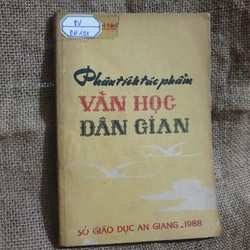 Phân tích tác phẩm
VĂN HỌC
DÂN GIAN
SỞ GIÁO DỤC AN GIANG - 1988